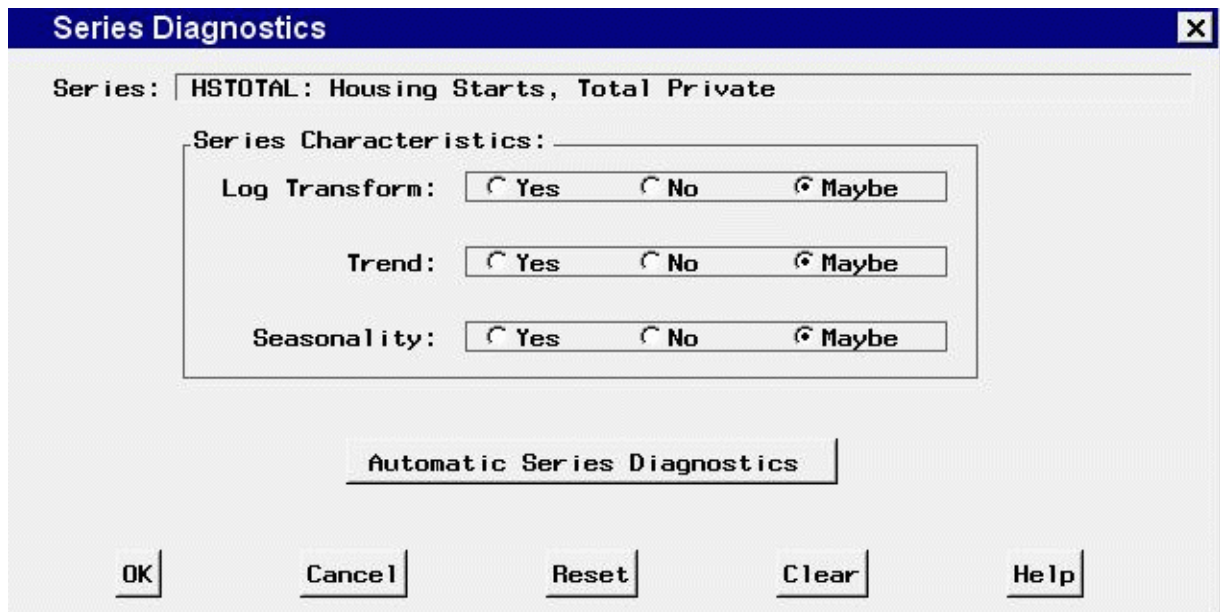 Series Diagnostics
Series: HSTOTAL: Housing Starts, Total Private
Series Characteristics:
Log Transform: Yes No Maybe
Trend: Yes No Maybe
Seasonality: Yes No Maybe
Automatic Series Diagnostics
OK Cancel Reset Clear Help